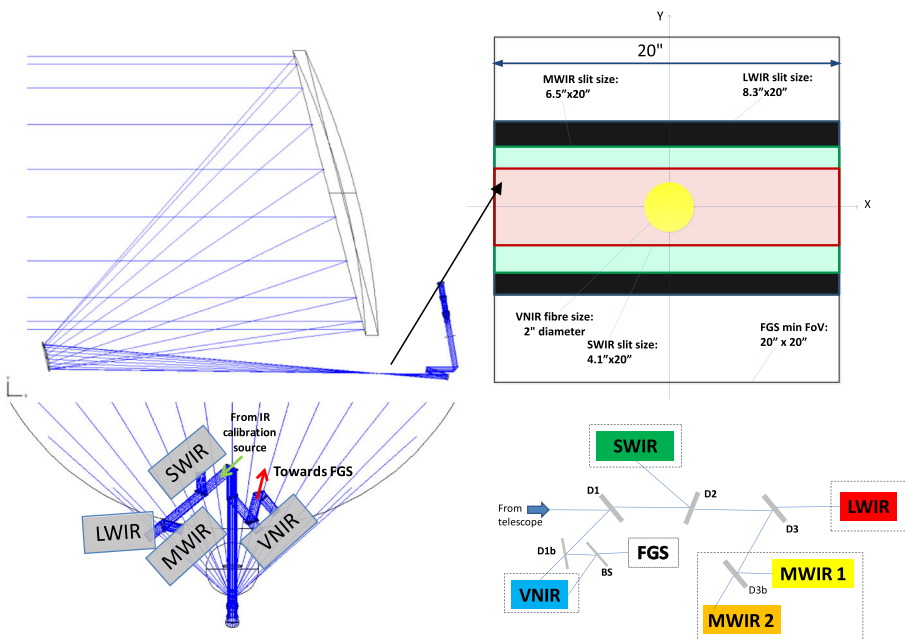 Y
20"
MWIR slit size:
6.5”x20”
LWIR slit size:
8.3”x20”
X
VNIR fibre size:
2" diameter
SWIR slit size:
4.1”x20”
FGS min FoV:
20” x 20”
From IR
calibration
source
Towards FGS
SWIR
LWIR
MWIR
VNIR
SWIR
D1
D2
From
telescope
LWIR
D3
D1b
BS
FGS
VNIR
MWIR 1
D3b
MWIR 2